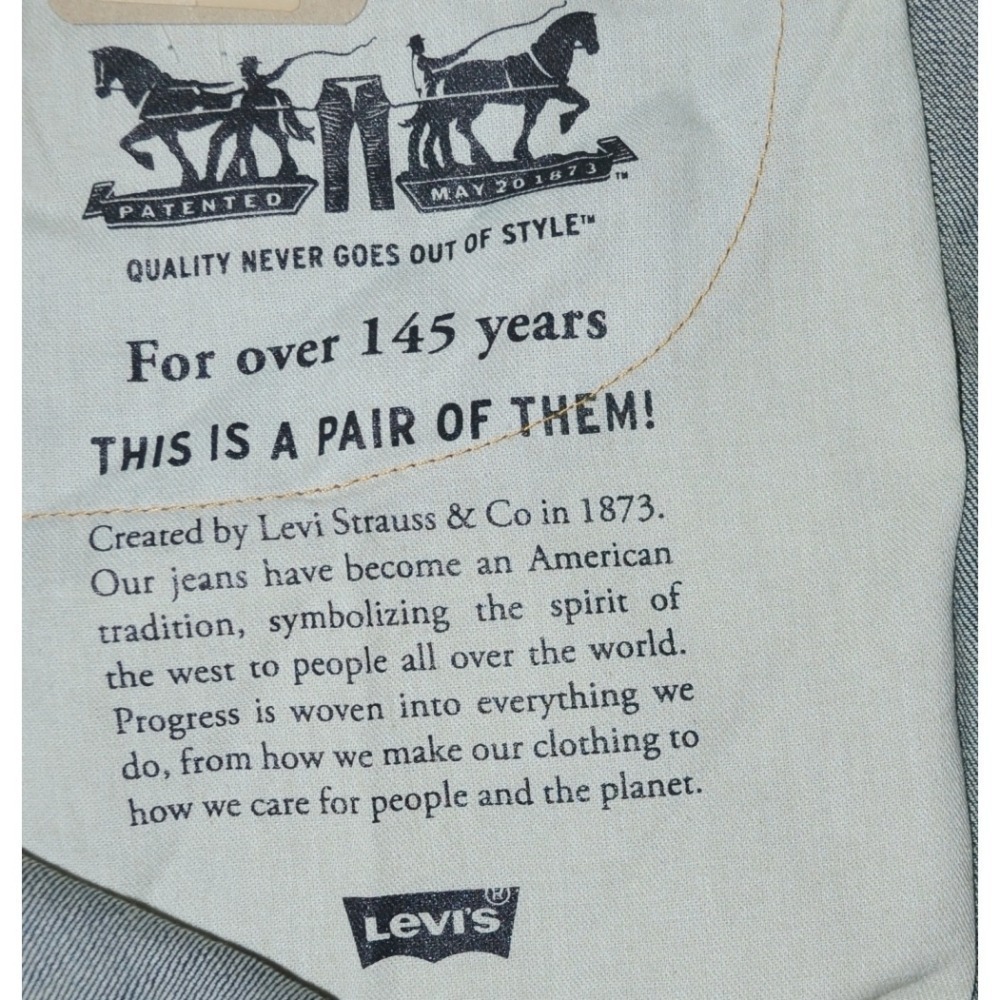 PATENTED MAY 20 1873 ™
QUALITY NEVER GOES OUT OF STYLE™
For over 145 years
THIS IS A PAIR OF THEM!
Created by Levi Strauss & Co in 1873.
Our jeans have become an American
tradition, symbolizing the spirit of
the west to people all over the world.
Progress is woven into everything we
do, from how we make our clothing to
how we care for people and the planet.
LEVI'S®